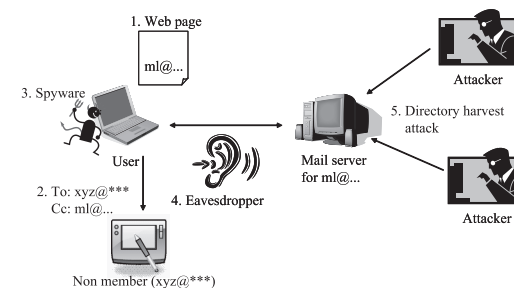 1. Web page
ml@...
Attacker
3. Spyware
5. Directory harvest
attack
User
Mail server
for ml@...
2. To: xyz@***
Cc: ml@...
4. Eavesdropper
Attacker
Non member (xyz@***)